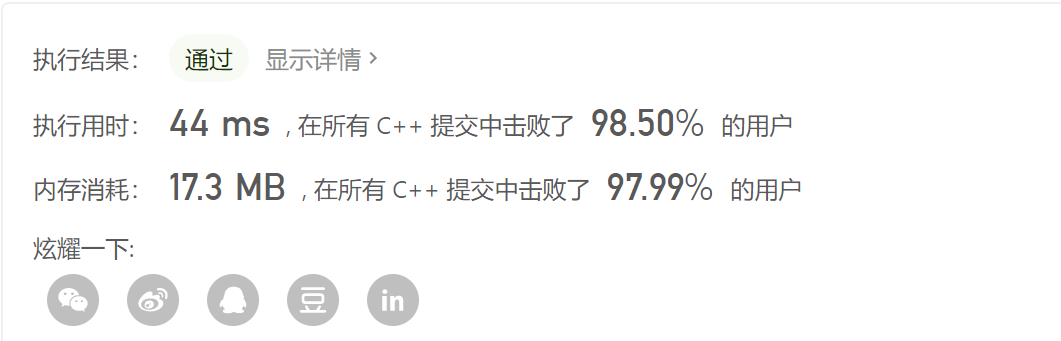 执行结果： 通过 显示详情 >
执行用时： 44 ms , 在所有 C++ 提交中击败了 98.50% 的用户
内存消耗： 17.3 MB , 在所有 C++ 提交中击败了 97.99% 的用户
炫耀一下:
豆 in